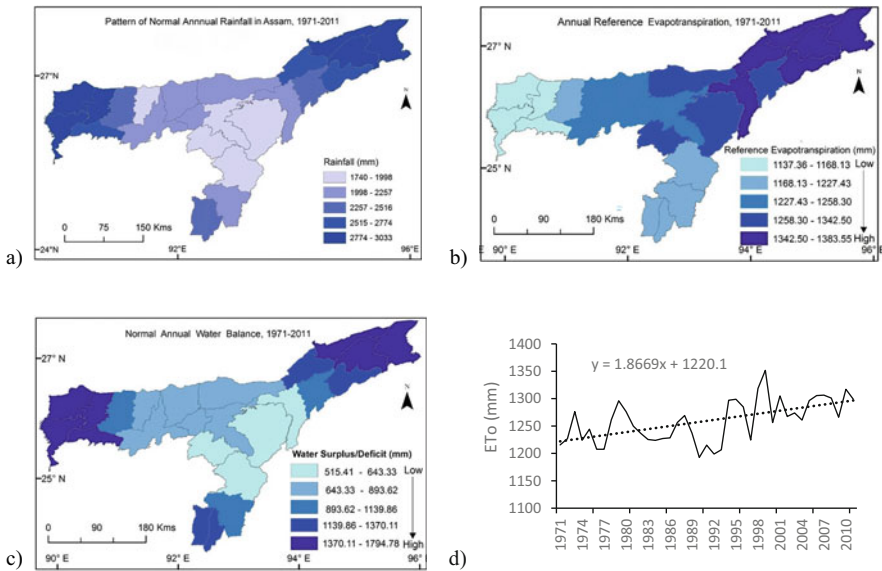 Pattern of Normal Annnual Rainfall in Assam, 1971-2011
27°N
N
Rainfall (mm)
1740 - 1998
1998 - 2257
2257 - 2516
2515 - 2774
2774 - 3033
0 75 150 Kms
24°N
92°E
96°E
a)
Annual Reference Evapotranspiration, 1971-2011
26° N
N
25° N
Reference Evapotranspiration (mm)
1137.36 - 1168.13
1168.13 - 1227.43
1227.43 - 1258.30
1258.30 - 1342.50
1342.50 - 1383.55
Low
High
0 90 180 Kms
E 90° E 92° E 94° E 96° E
b)
Normal Annual Water Balance, 1971-2011
27° N
N
25° N
Water Surplus/Deficit (mm)
515.41 - 643.33
643.33 - 893.62
893.62 - 1139.86
1139.86 - 1370.11
1370.11 - 1794.78
Low
High
0 90 180 Kms
90° E 92° E 94° E 96° E
c)
1400
1350
1300
1250
1200
1150
1100
ETo (mm)
y = 1.8669x + 1220.1
1971 1974 1977 1980 1983 1986 1989 1992 1995 1998 2001 2004 2007 2010
d)